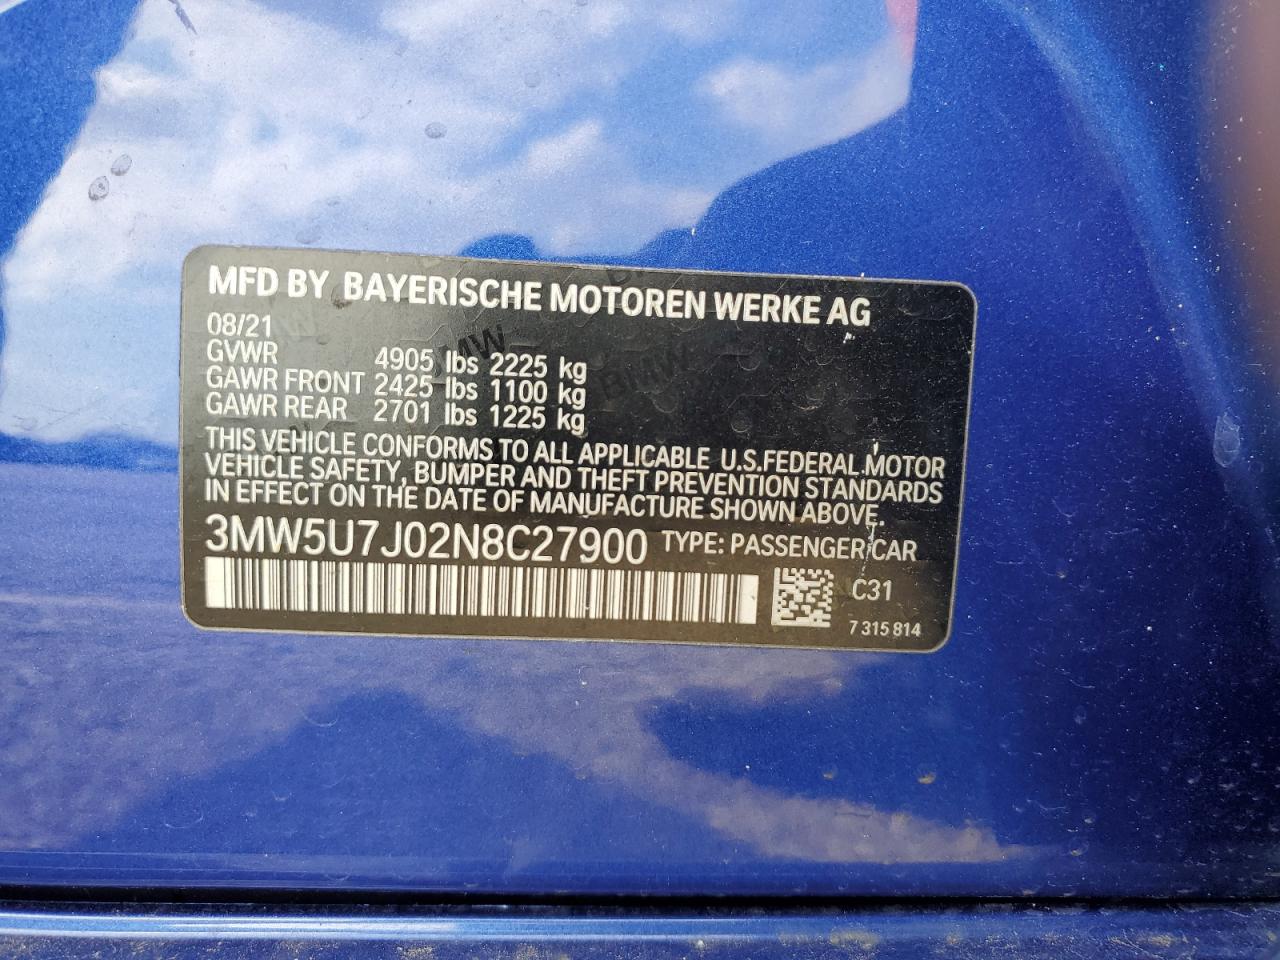 MFD BY BAYERISCHE MOTOREN WERKE AG
08/21
GVWR 4905 lbs 2225 kg
GAWR FRONT 2425 lbs 1100 kg
GAWR REAR 2701 lbs 1225 kg
THIS VEHICLE CONFORMS TO ALL APPLICABLE U.S.FEDERAL MOTOR
VEHICLE SAFETY, BUMPER AND THEFT PREVENTION STANDARDS
IN EFFECT ON THE DATE OF MANUFACTURE SHOWN ABOVE.
3MW5U7J02N8C27900 TYPE: PASSENGER CAR
C31
7 315 814